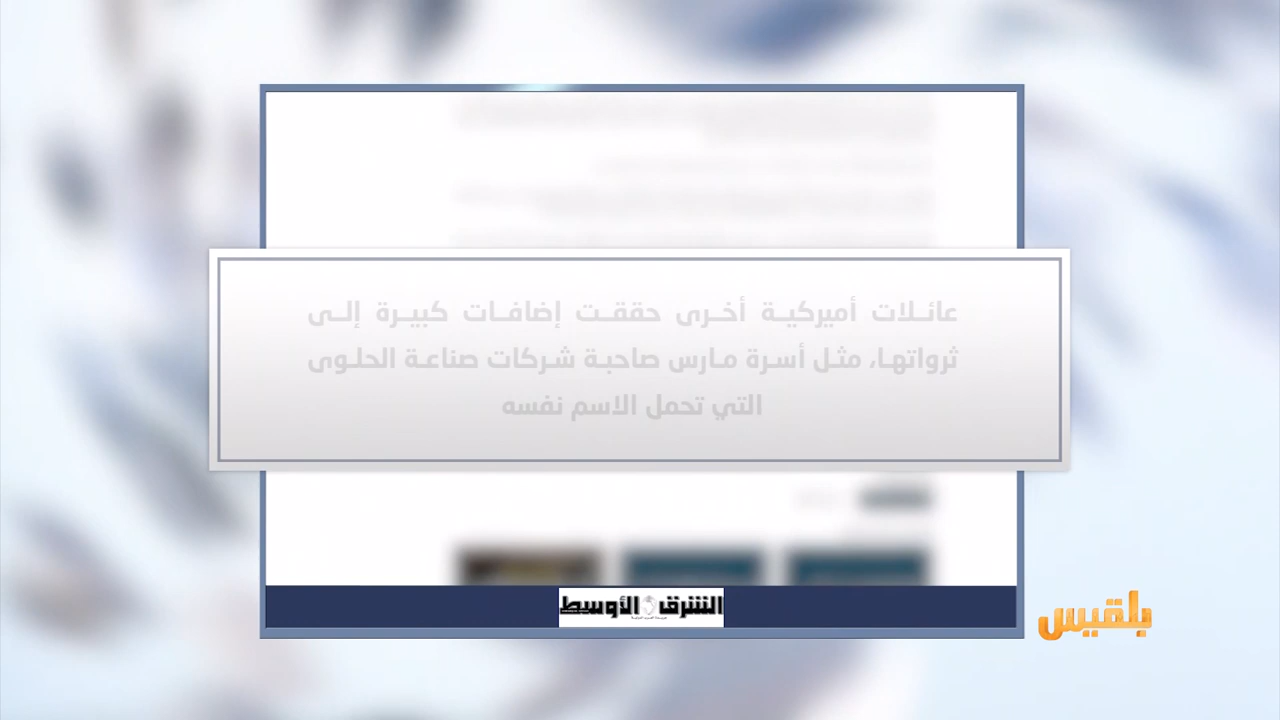 عائلات أميركية أخرى حققت إضافات كبيرة إلى
ثرواتها، مثل أسرة مارس صاحبة شركات صناعة الحلوى
التي تحمل الاسم نفسه
الشرق الأوسط
بلقيس